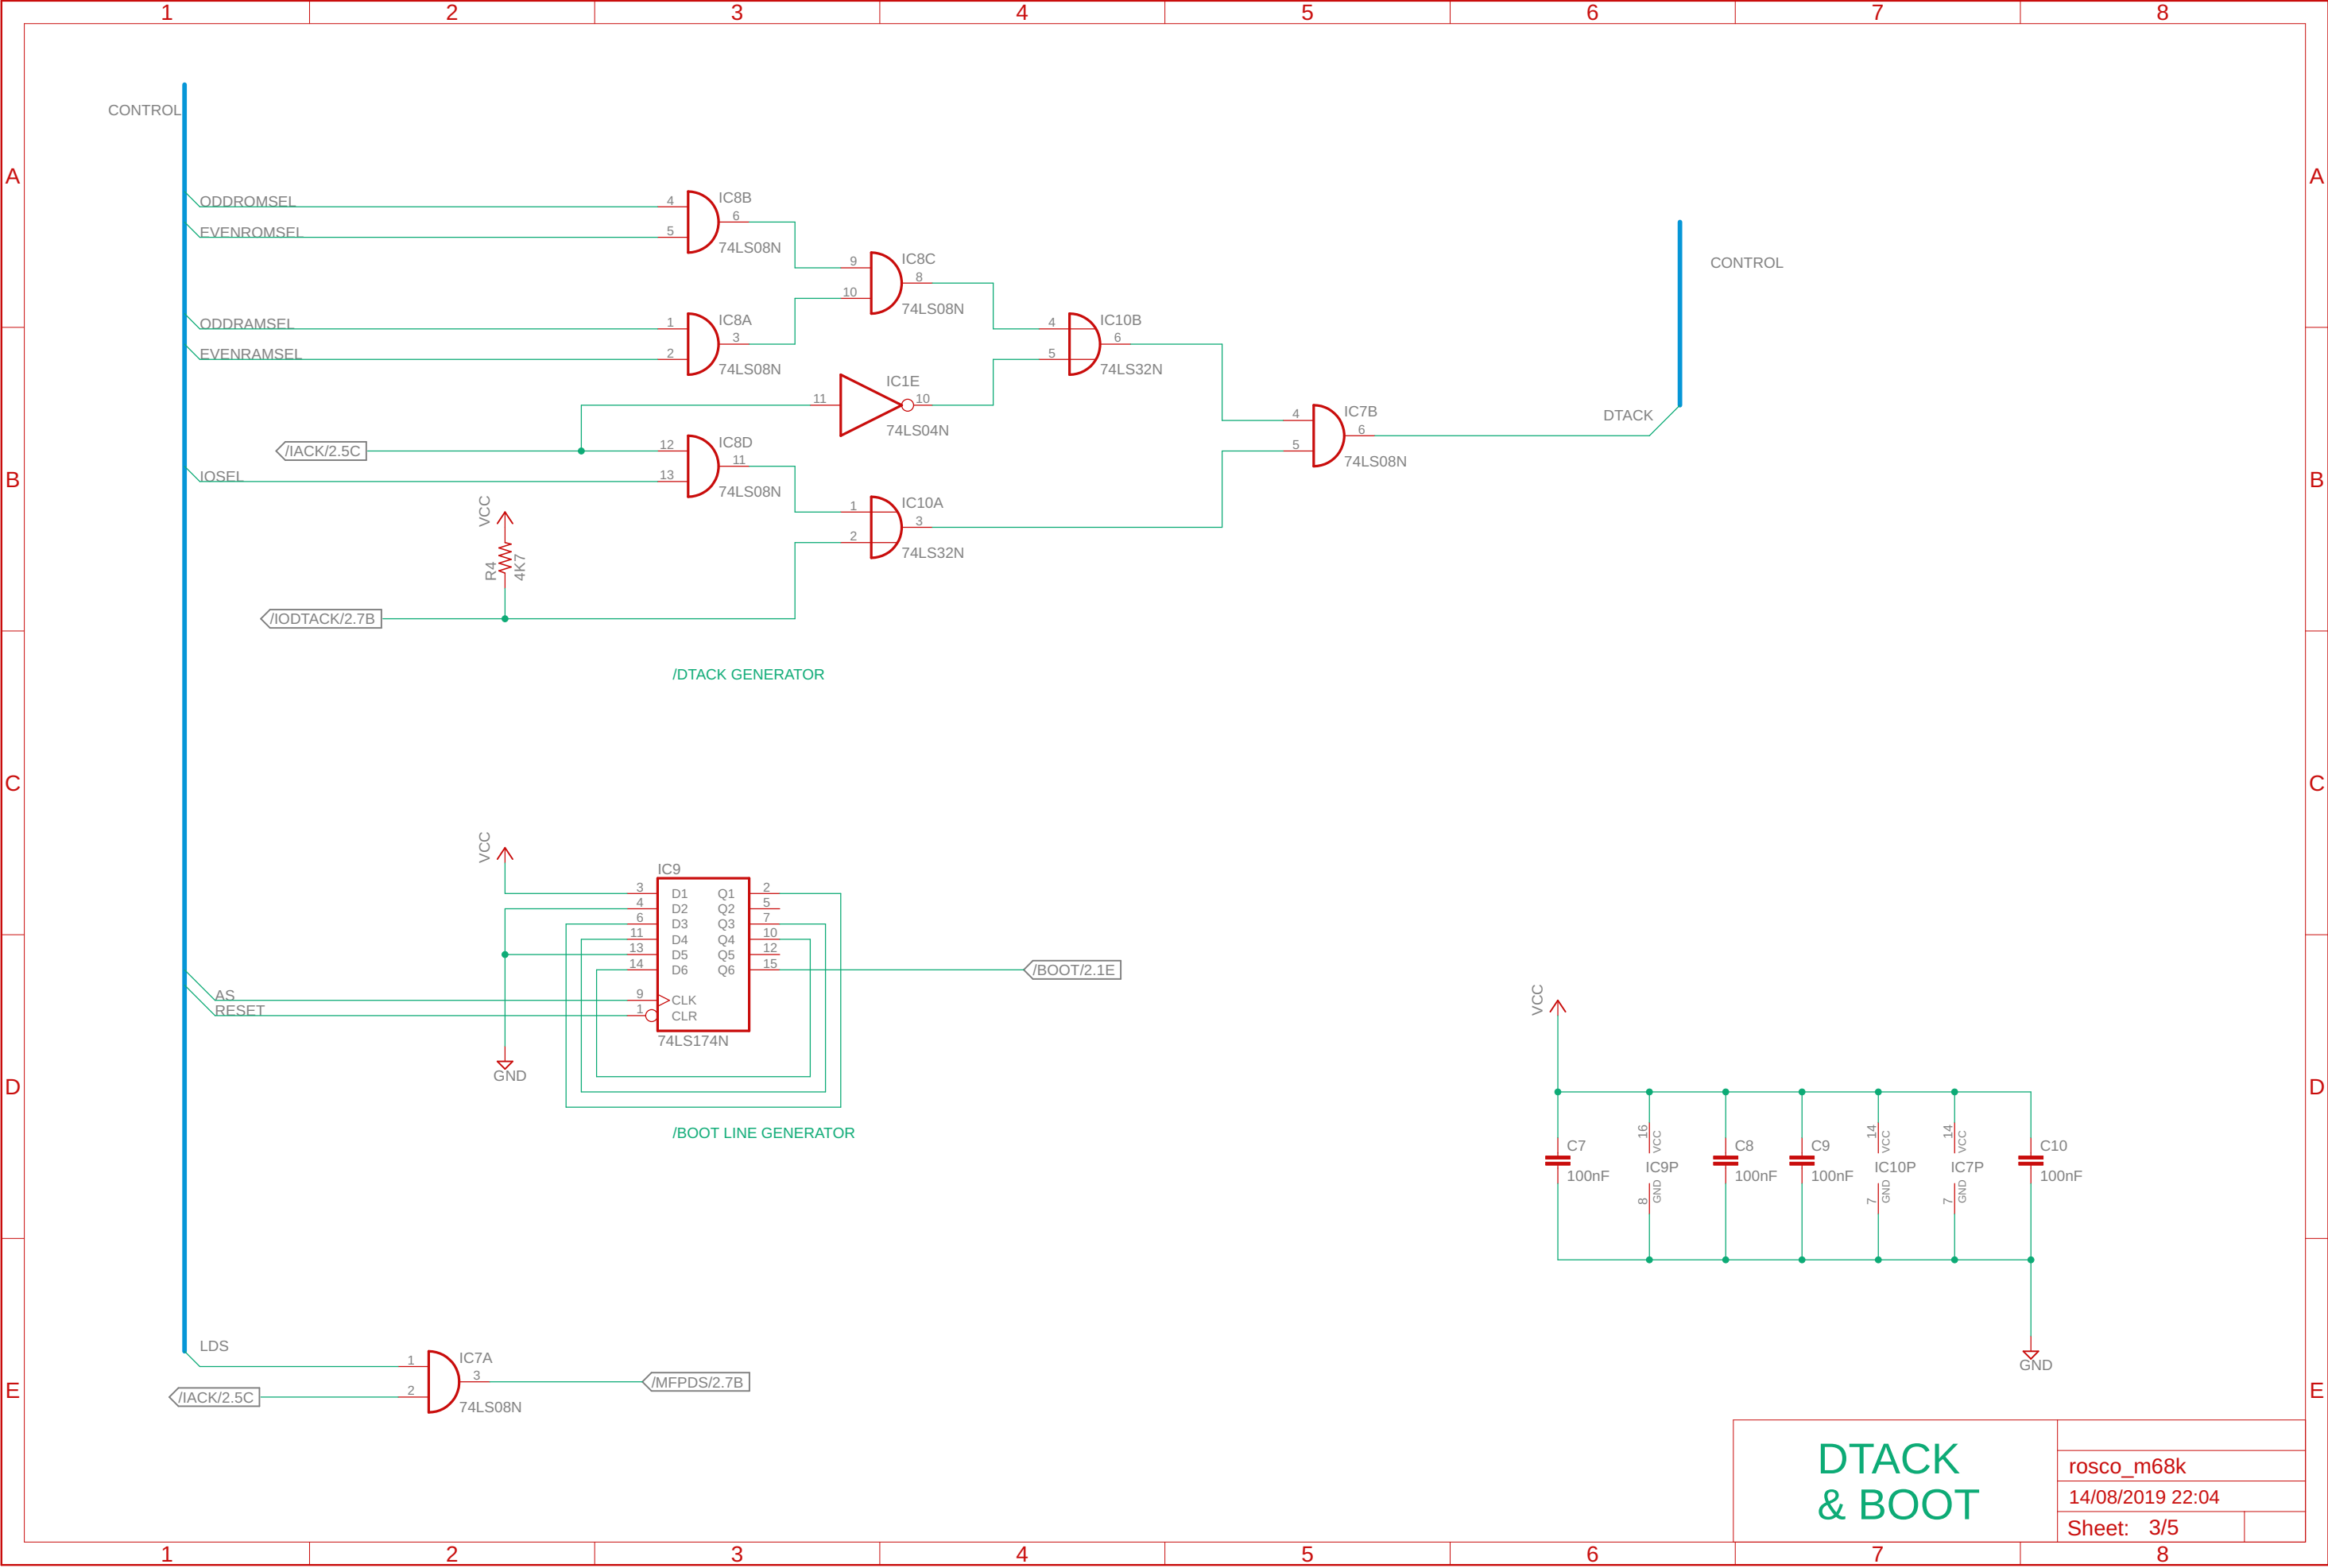 1 2 3 4 5 6 7 8
A A
B B
C C
D D
E E
CONTROL
ODDROMSEL
EVENROMSEL
4
5
6
IC8B
74LS08N
ODDRAMSEL
EVENRAMSEL
1
2
3
IC8A
74LS08N
9
10
8
IC8C
74LS08N
11
10
IC1E
74LS04N
4
5
6
IC10B
74LS32N
/IACK/2.5C
IOSEL
12
13
11
IC8D
74LS08N
VCC
R4
4K7
1
2
3
IC10A
74LS32N
/IODTACK/2.7B
4
5
6
IC7B
74LS08N
DTACK
CONTROL
/DTACK GENERATOR
VCC
IC9
3 D1 Q1 2
4 D2 Q2 5
6 D3 Q3 7
11 D4 Q4 10
13 D5 Q5 12
14 D6 Q6 15
9 CLK
1 CLR
74LS174N
AS
RESET
GND
/BOOT/2.1E
/BOOT LINE GENERATOR
VCC
C7
100nF
16
VCC
IC9P
8
GND
C8
100nF
C9
100nF
14
VCC
IC10P
7
GND
14
VCC
IC7P
7
GND
C10
100nF
GND
LDS
/IACK/2.5C
1
2
3
IC7A
74LS08N
/MFPDS/2.7B
DTACK
& BOOT
rosco_m68k
14/08/2019 22:04
Sheet: 3/5
1 2 3 4 5 6 7 8